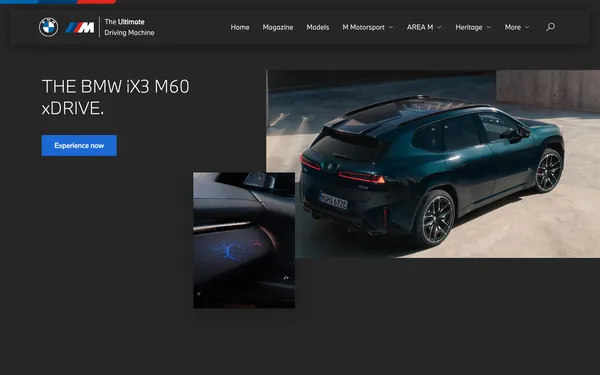 The Ultimate
Driving Machine
Home
Magazine
Models
M Motorsport
AREA M
Heritage
More
THE BMW iX3 M60
xDRIVE.
Experience now